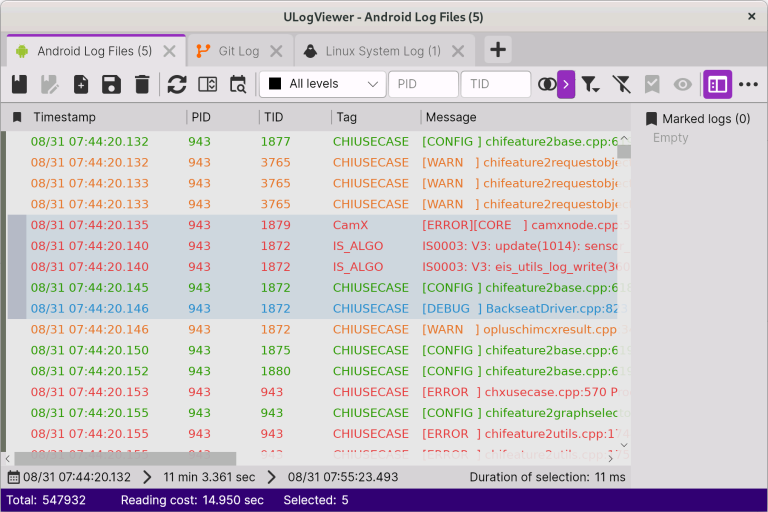 ULogViewer - Android Log Files (5)
Android Log Files (5) Git Log Linux System Log (1)
All levels PID TID
Timestamp PID TID Tag Message
Marked logs (0)
Empty
08/31 07:44:20.132 943 1877 CHIUSECASE [CONFIG ] chifeature2base.cpp:6
08/31 07:44:20.132 943 3765 CHIUSECASE [WARN ] chifeature2requestobje
08/31 07:44:20.133 943 3765 CHIUSECASE [WARN ] chifeature2requestobje
08/31 07:44:20.133 943 3765 CHIUSECASE [WARN ] chifeature2requestobje
08/31 07:44:20.135 943 1879 CamX [ERROR][CORE ] camxnode.cpp
08/31 07:44:20.140 943 1872 IS_ALGO IS0003: V3: update(1014): senso
08/31 07:44:20.140 943 1872 IS_ALGO IS0003: V3: eis_utils_log_write(30
08/31 07:44:20.145 943 1872 CHIUSECASE [CONFIG ] chifeature2base.cpp:6
08/31 07:44:20.146 943 1872 CHIUSECASE [DEBUG ] BackseatDriver.cpp:82
08/31 07:44:20.146 943 1872 CHIUSECASE [WARN ] opluschimcxresult.cpp
08/31 07:44:20.150 943 1875 CHIUSECASE [CONFIG ] chifeature2base.cpp:6
08/31 07:44:20.152 943 1880 CHIUSECASE [CONFIG ] chifeature2base.cpp:6
08/31 07:44:20.153 943 943 CHIUSECASE [ERROR ] chxusecase.cpp:570 P
08/31 07:44:20.155 943 943 CHIUSECASE [CONFIG ] chifeature2graphselec
08/31 07:44:20.155 943 943 CHIUSECASE [ERROR ] chifeature2utils.cpp:17
08/31 07:44:20.132 11 min 3.361 sec 08/31 07:55:23.493 Duration of selection: 11 ms
Total: 547932 Reading cost: 14.950 sec Selected: 5